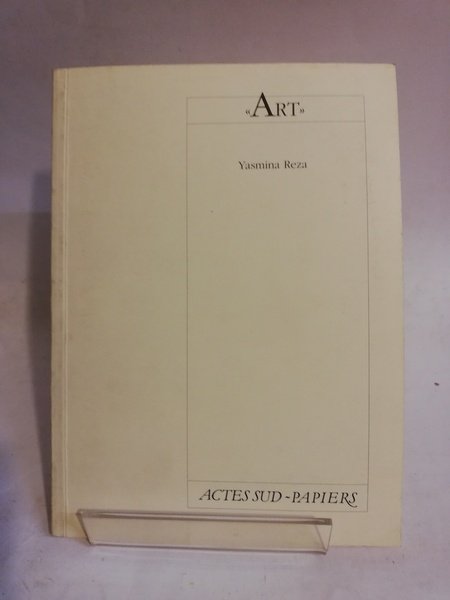 «ART»
Yasmina Reza
ACTES SUD-PAPIERS